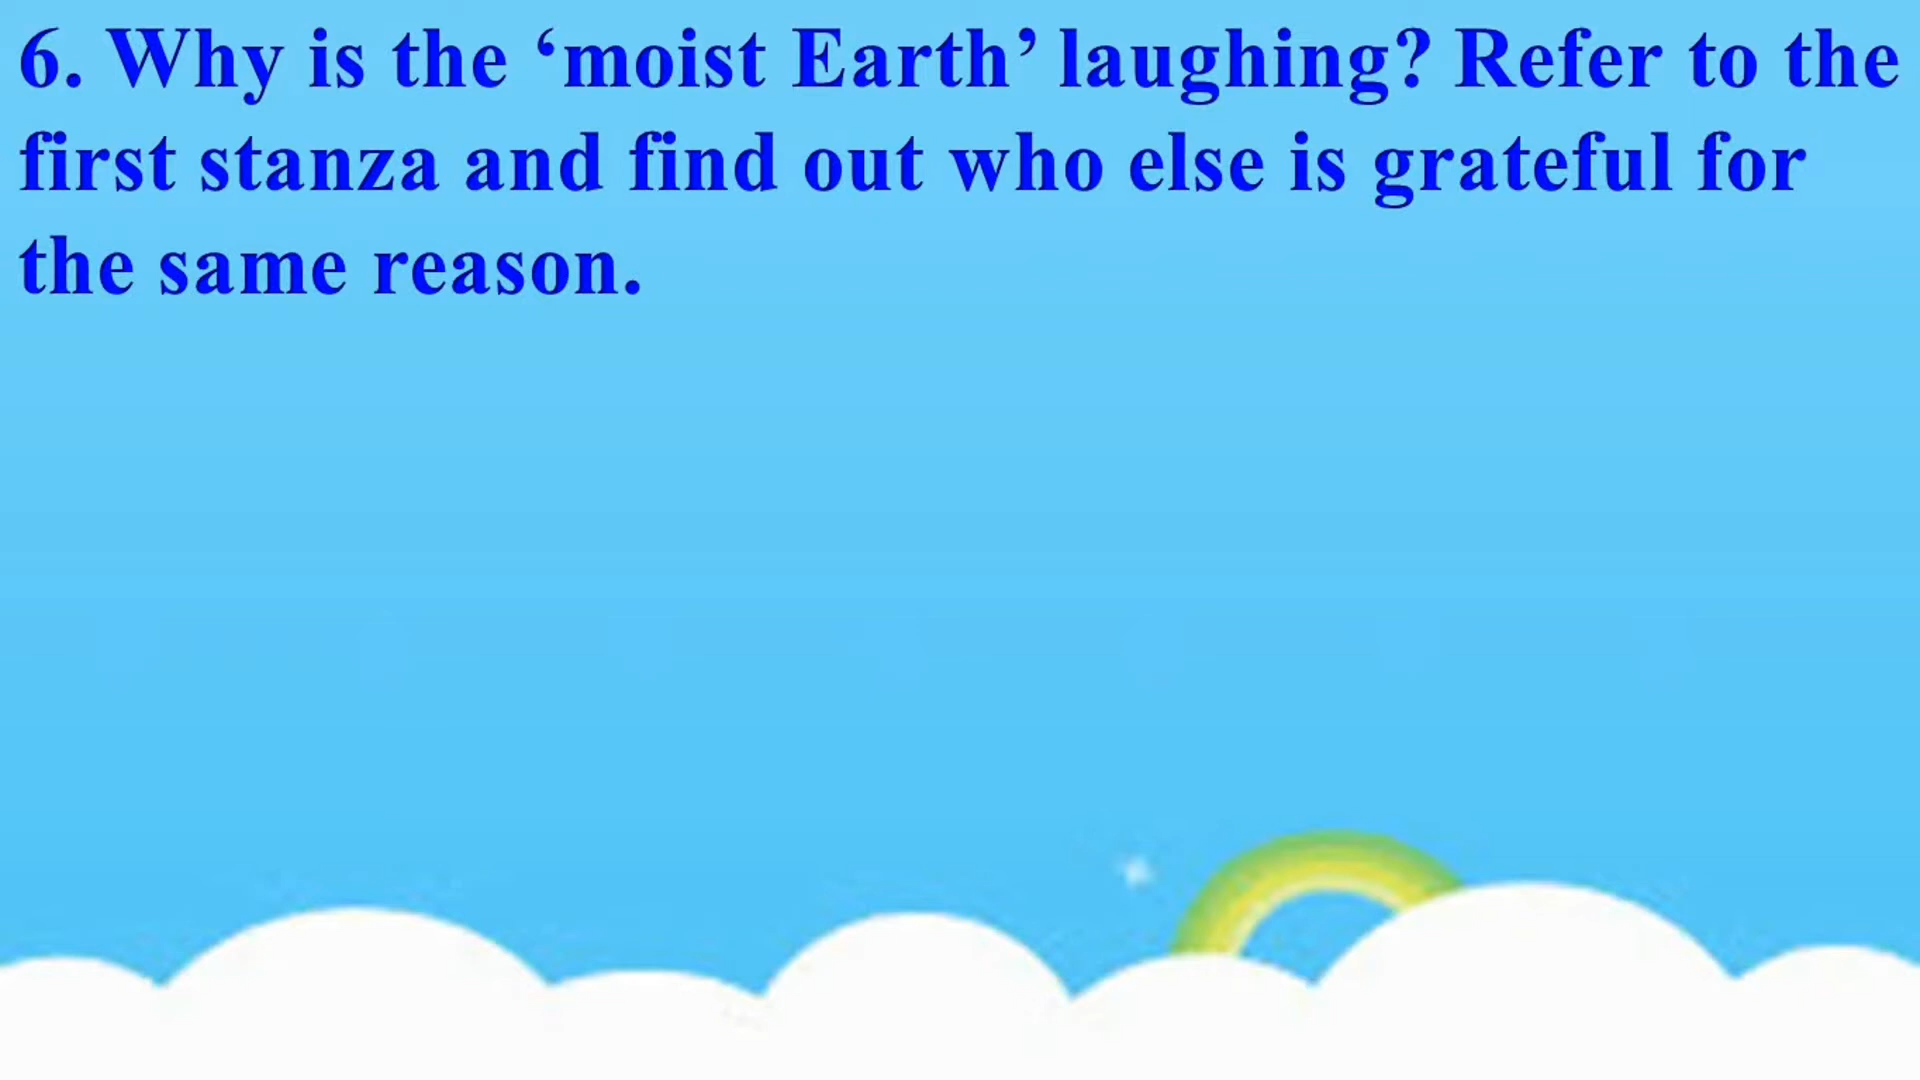 6. Why is the ‘moist Earth’ laughing? Refer to the
first stanza and find out who else is grateful for
the same reason.